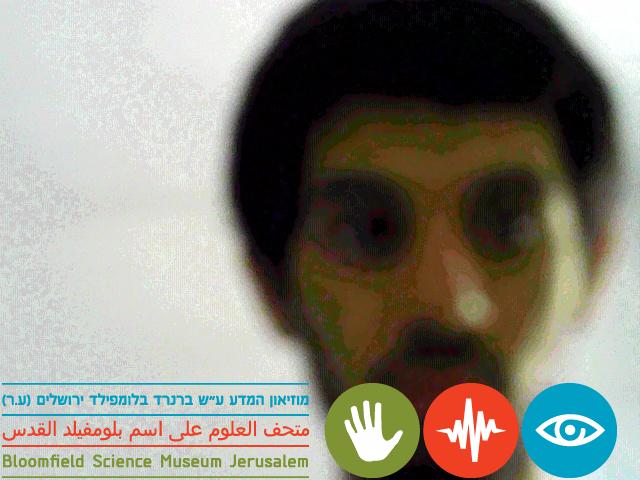 מוזיאון המדע ע״ש ברנרד בלומפילד ירושלים (ע.ר)
متحف العلوم على اسم بلومفيلد القدس
Bloomfield Science Museum Jerusalem